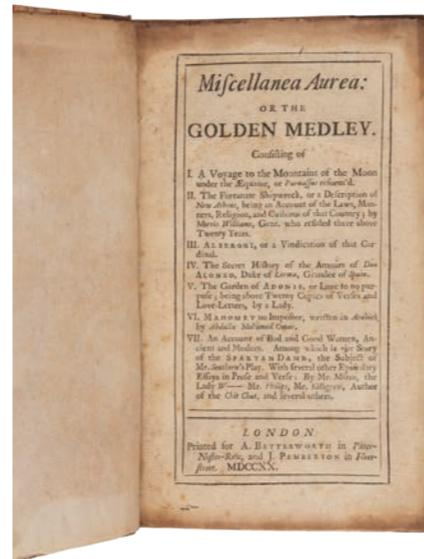 Miſcellanea Aurea:
OR THE
GOLDEN MEDLEY.
Conſiſting of
I. A Voyage to the Mountains of the Moon
under the Æquator, or Parnaſſus reform'd.
II. The Fortunate Shipwreck, or a Deſcription of
New Athens, being an Account of the Laws, Man-
ners, Religion, and Cuſtoms of that Country; by
Morris Williams, Gent. who reſided there above
Twenty Years.
III. ALBERONI, or a Vindication of that Car-
dinal.
IV. The Secret Hiſtory of the Amours of Don
ALONZO, Duke of Lerma, Grandee of Spain.
V. The Garden of ADONIS, or Love to no pur-
poſe; being above Twenty Copies of Verſes and
Love-Letters, by a Lady.
VI. MAHOMET no Impoſtor, written in Arabick
by Abdulla Mahumed Omar.
VII. An Account of Bad and Good Women, An-
cient and Modern. Among which is the Story
of the SPARTAN DAME, the Subject of
Mr. Southern's Play. With ſeveral other Epiſtolary
Eſſays in Proſe and Verſe: By Mr. Milton, the
Lady W—— Mr. Philips, Mr. Killigrew, Author
of the Chit Chat, and ſeveral others.
LONDON
Printed for A. BETTESWORTH in Pater-
Noſter-Row, and J. PEMBERTON in Fleet-
ſtreet. MDCCXX.